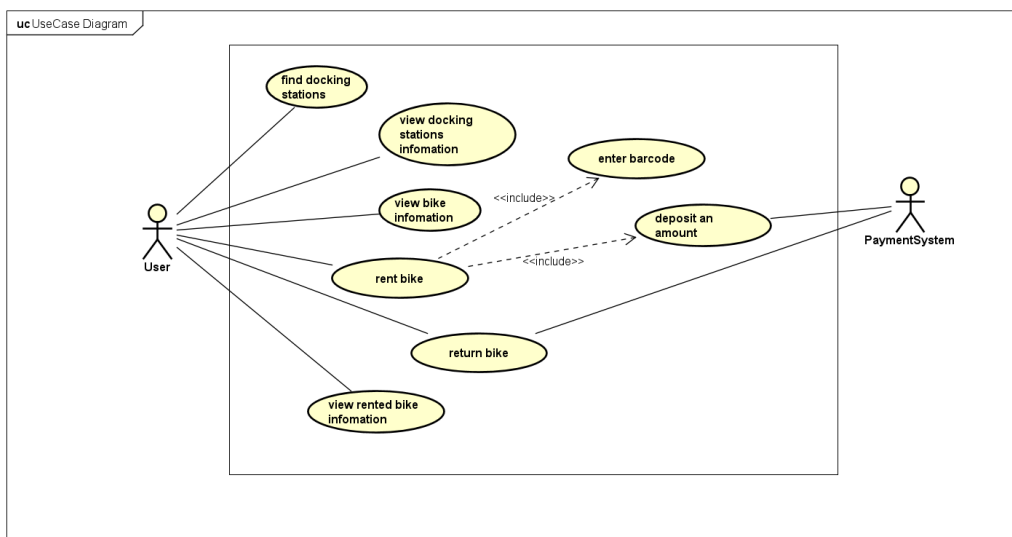 uc UseCase Diagram
find docking
stations
view docking
stations
infomation
enter barcode
<<include>>
view bike
infomation
deposit an
amount
User
PaymentSystem
<<include>>
rent bike
return bike
view rented bike
infomation